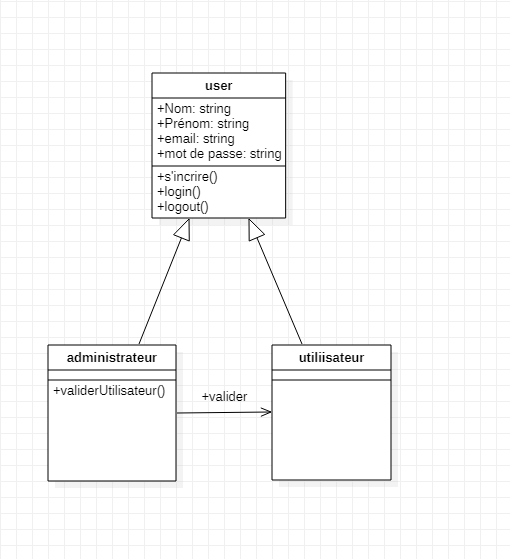 user
+Nom: string
+Prénom: string
+email: string
+mot de passe: string
+s'incrire()
+login()
+logout()
administrateur
+validerUtilisateur()
+valider
utiliisateur